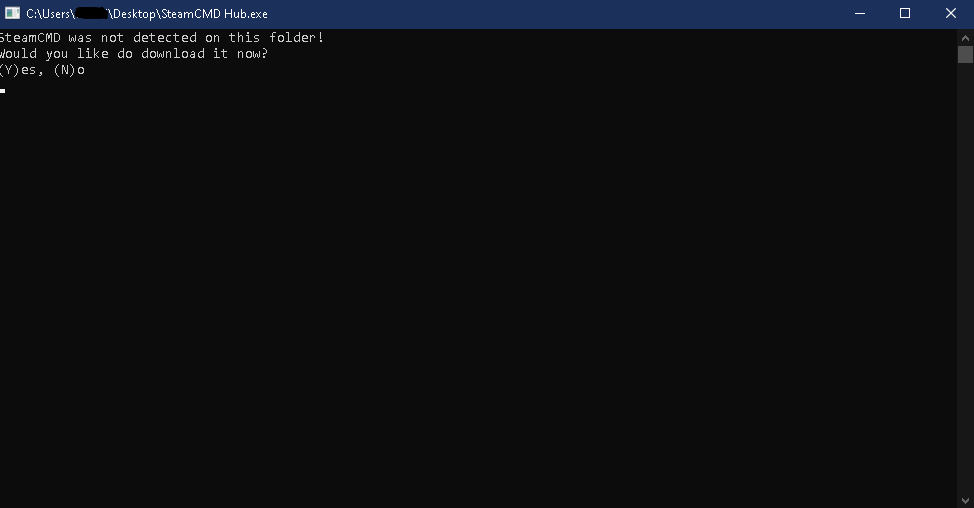 C:\Users\ \Desktop\SteamCMD Hub.exe
SteamCMD was not detected on this folder!
Would you like do download it now?
(Y)es, (N)o